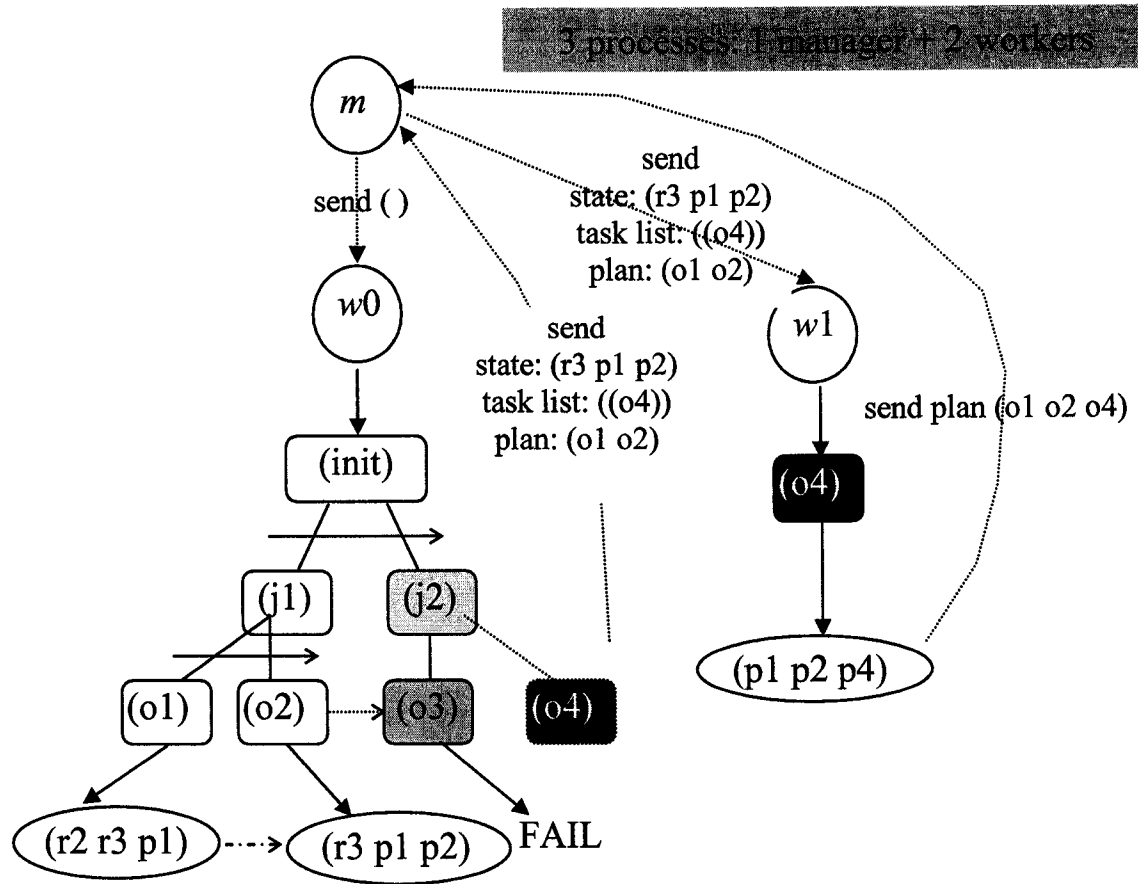 3 processes: 1 manager + 2 workers
m
send ( )
send
state: (r3 p1 p2)
task list: ((o4))
plan: (o1 o2)
w0
w1
send
state: (r3 p1 p2)
task list: ((o4))
plan: (o1 o2)
send plan (o1 o2 o4)
(init)
(o4)
(j1)
(j2)
(p1 p2 p4)
(o1)
(o2)
(o3)
(o4)
(r2 r3 p1)
(r3 p1 p2)
FAIL